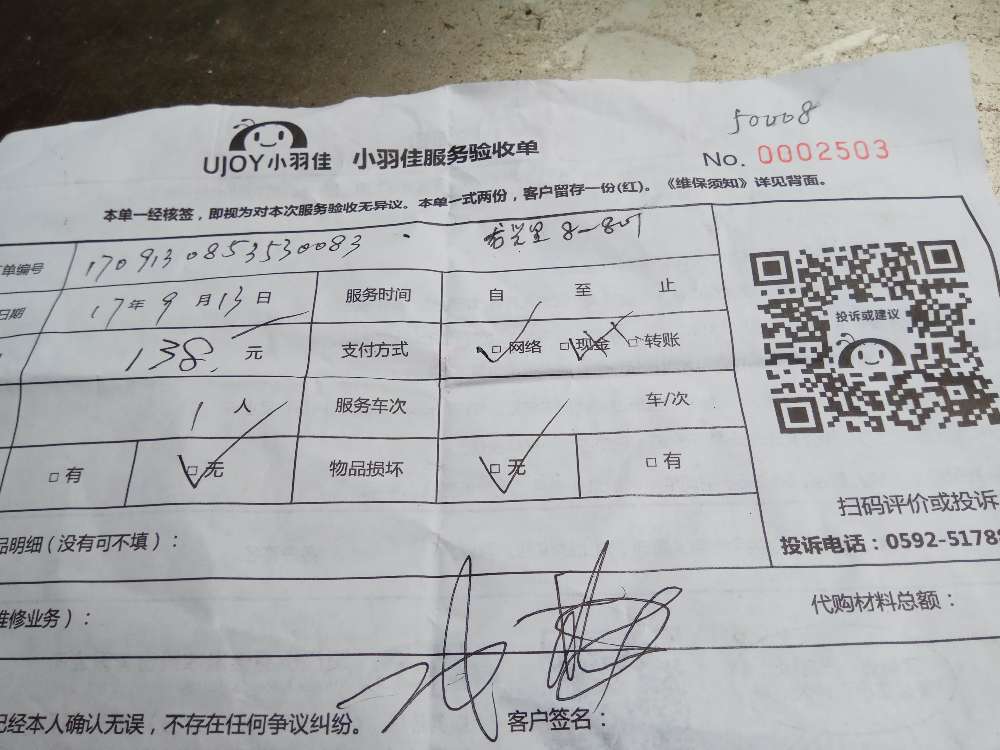 50008
UJOY小羽佳 小羽佳服务验收单
No. 0002503
本单一经核签，即视为对本次服务验收无异议。本单一式两份，客户留存一份(红)。《维保须知》详见背面。
单编号 1709130853530083 8-801
日期 17年9月13日 服务时间 自 至 止
138 元 支付方式 □网络 □现金 □转账
1 人 服务车次 车/次
□有 □无 物品损坏 □无 □有
投诉或建议
扫码评价或投诉
投诉电话：0592-5178
品明细(没有可不填)：
维修业务)： 代购材料总额：
已经本人确认无误，不存在任何争议纠纷。 客户签名：